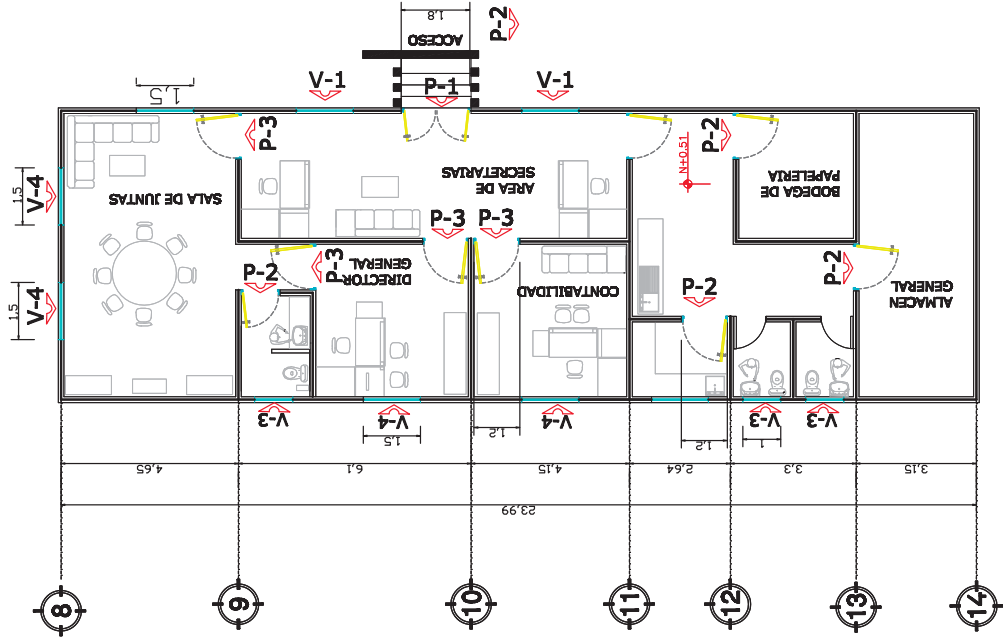 1,8
P-2
ACCESO
V-1
P-1
V-1
1,5
P-3
P-2
N+0.51
SALA DE JUNTAS
AREA DE
SECRETARIAS
BODEGA DE
PAPELERIA
1,5
V-4
P-3
P-3
P-2
P-3
DIRECTOR
GENERAL
CONTABILIDAD
P-2
P-2
ALMACEN
GENERAL
1,5
V-4
V-3
V-4
V-4
V-3
V-3
1,5
1,2
1,2
1
4,65
6,1
4,15
2,64
3,3
3,15
23,99
8
9
10
11
12
13
14